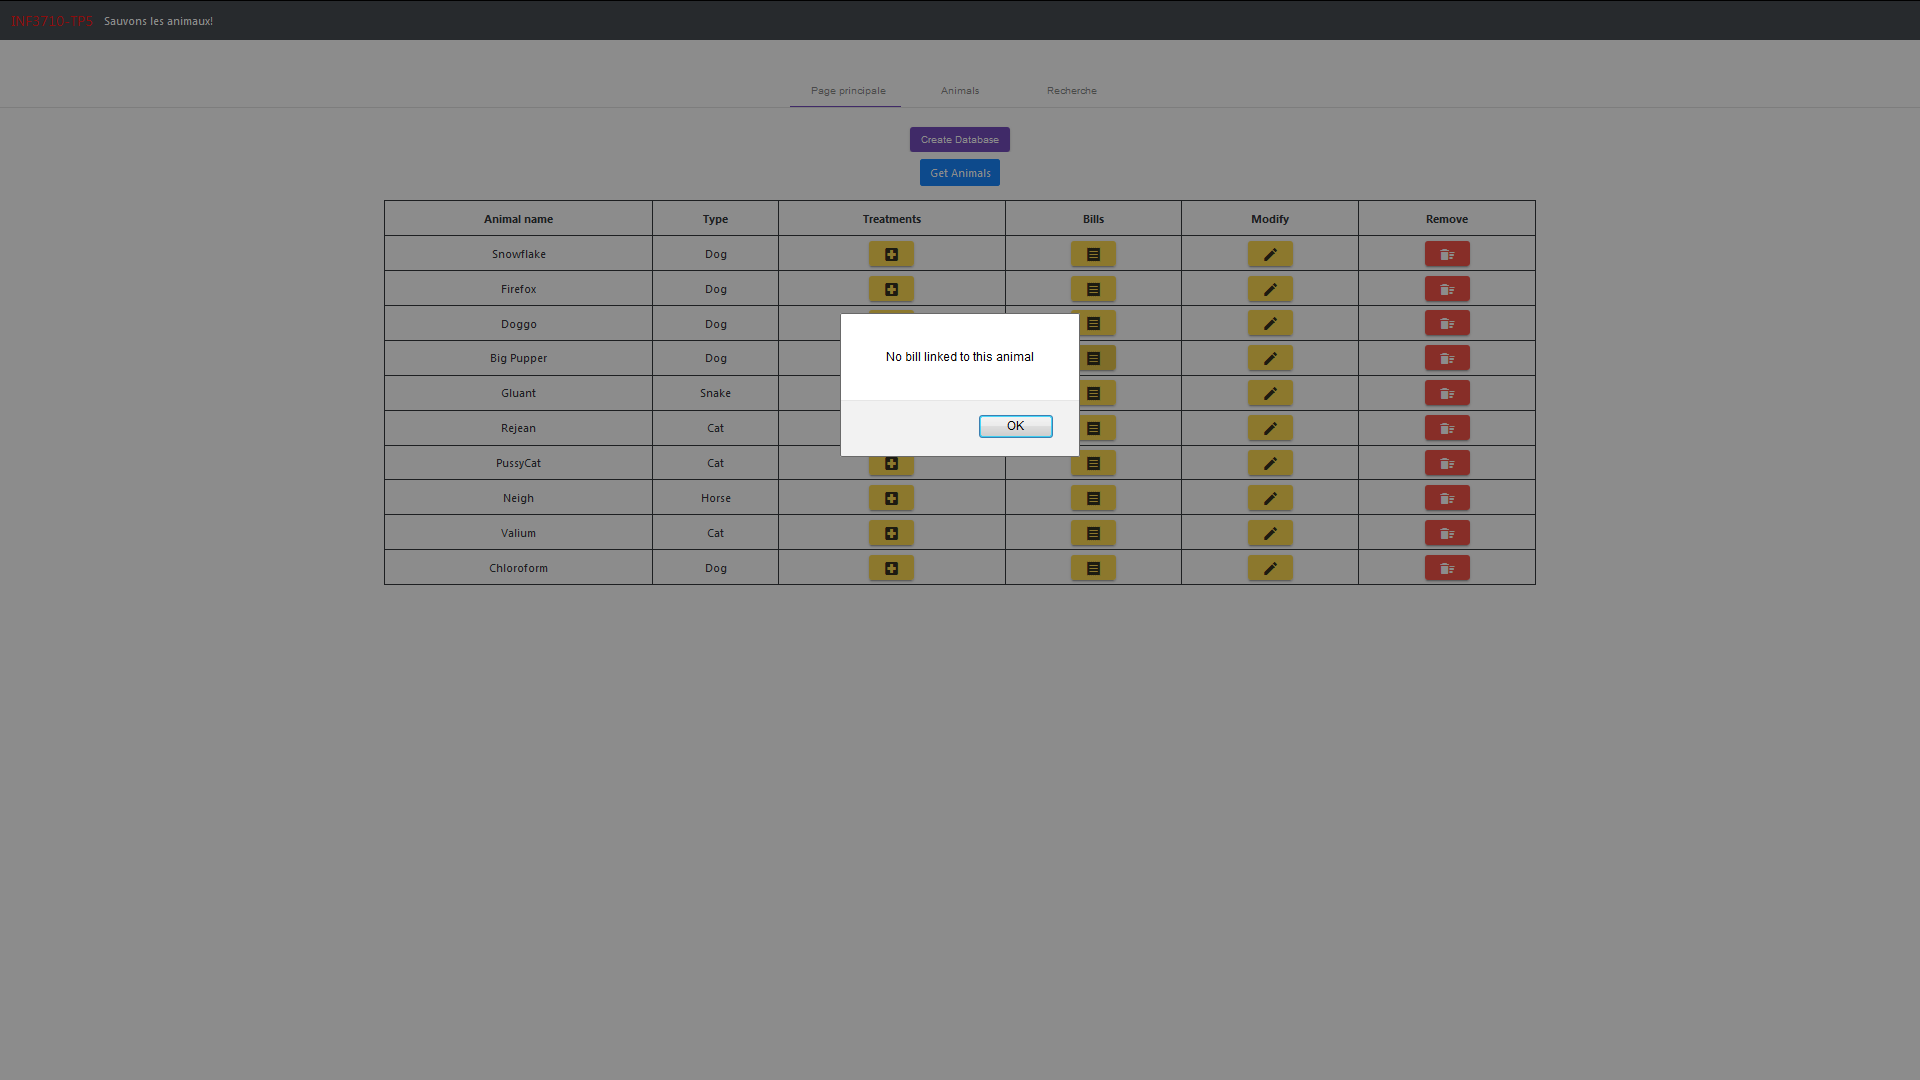 INF3710-TP5 Sauvons les animaux!
Page principale Animals Recherche
Create Database
Get Animals
Animal name Type Treatments Bills Modify Remove
Snowflake Dog
Firefox Dog
Doggo Dog
Big Pupper Dog
Gluant Snake
Rejean Cat
PussyCat Cat
Neigh Horse
Valium Cat
Chloroform Dog
No bill linked to this animal
OK